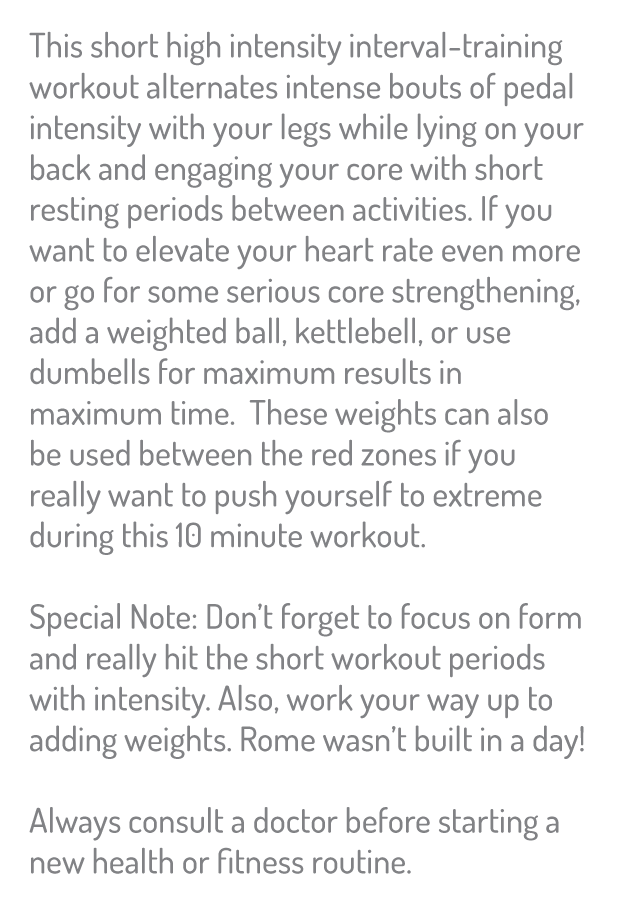 This short high intensity interval-training
workout alternates intense bouts of pedal
intensity with your legs while lying on your
back and engaging your core with short
resting periods between activities. If you
want to elevate your heart rate even more
or go for some serious core strengthening,
add a weighted ball, kettlebell, or use
dumbells for maximum results in
maximum time.  These weights can also
be used between the red zones if you
really want to push yourself to extreme
during this 10 minute workout.
Special Note: Don’t forget to focus on form
and really hit the short workout periods
with intensity. Also, work your way up to
adding weights. Rome wasn’t built in a day!
Always consult a doctor before starting a
new health or fitness routine.